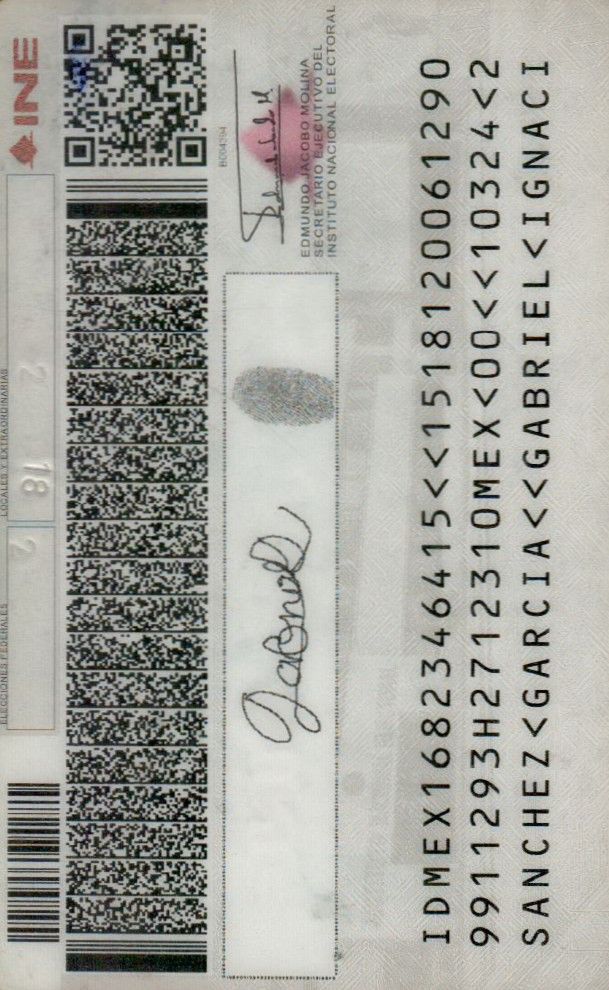 ELECCIONES FEDERALES
LOCALES Y EXTRAORDINARIAS
18
INE
Gabriel
EDMUNDO JACOBO MOLINA
SECRETARIO EJECUTIVO DEL
INSTITUTO NACIONAL ELECTORAL
IDMEX1682346415<<1518120061290
9911293H2712310MEX<00<<10324<2
SANCHEZ<GARCIA<<GABRIEL<IGNACI